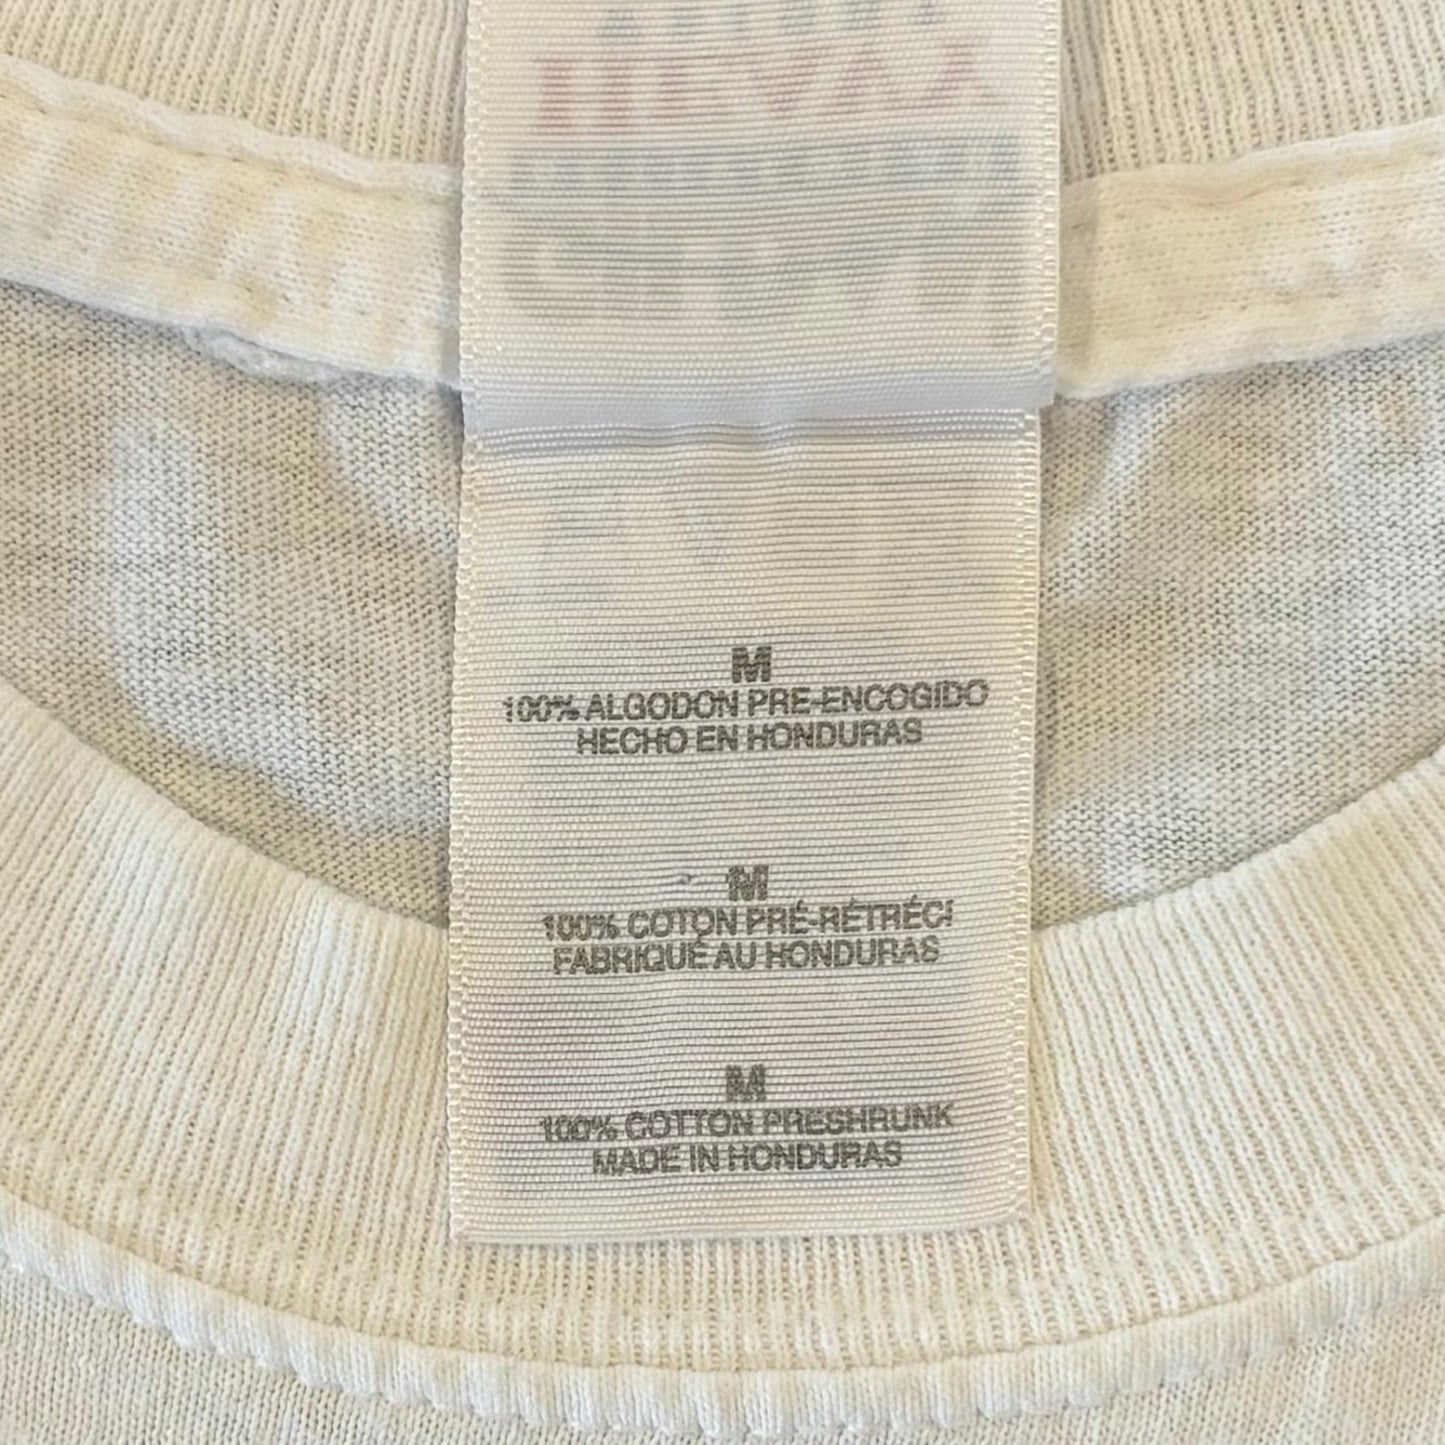 M
100% ALGODON PRE-ENCOGIDO
HECHO EN HONDURAS
M
100% COTON PRÉ-RÉTRÉCI
FABRIQUÉ AU HONDURAS
M
100% COTTON PRESHRUNK
MADE IN HONDURAS